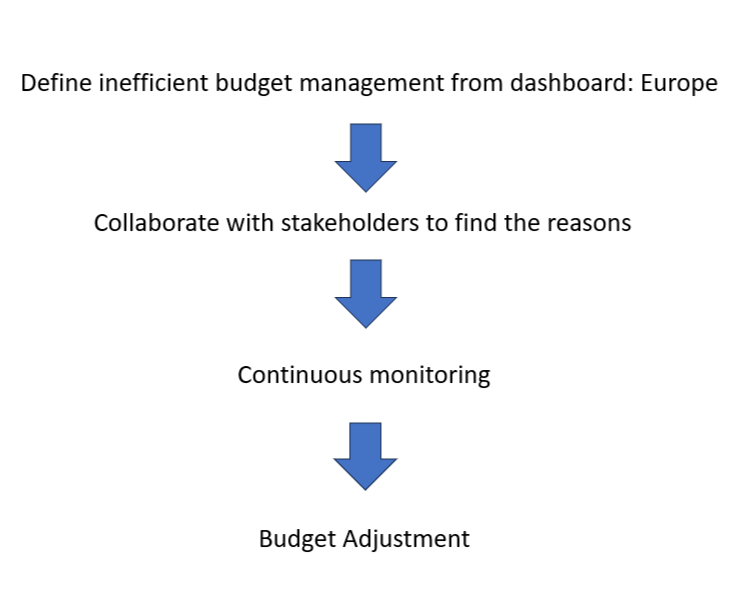 Define inefficient budget management from dashboard: Europe
Collaborate with stakeholders to find the reasons
Continuous monitoring
Budget Adjustment